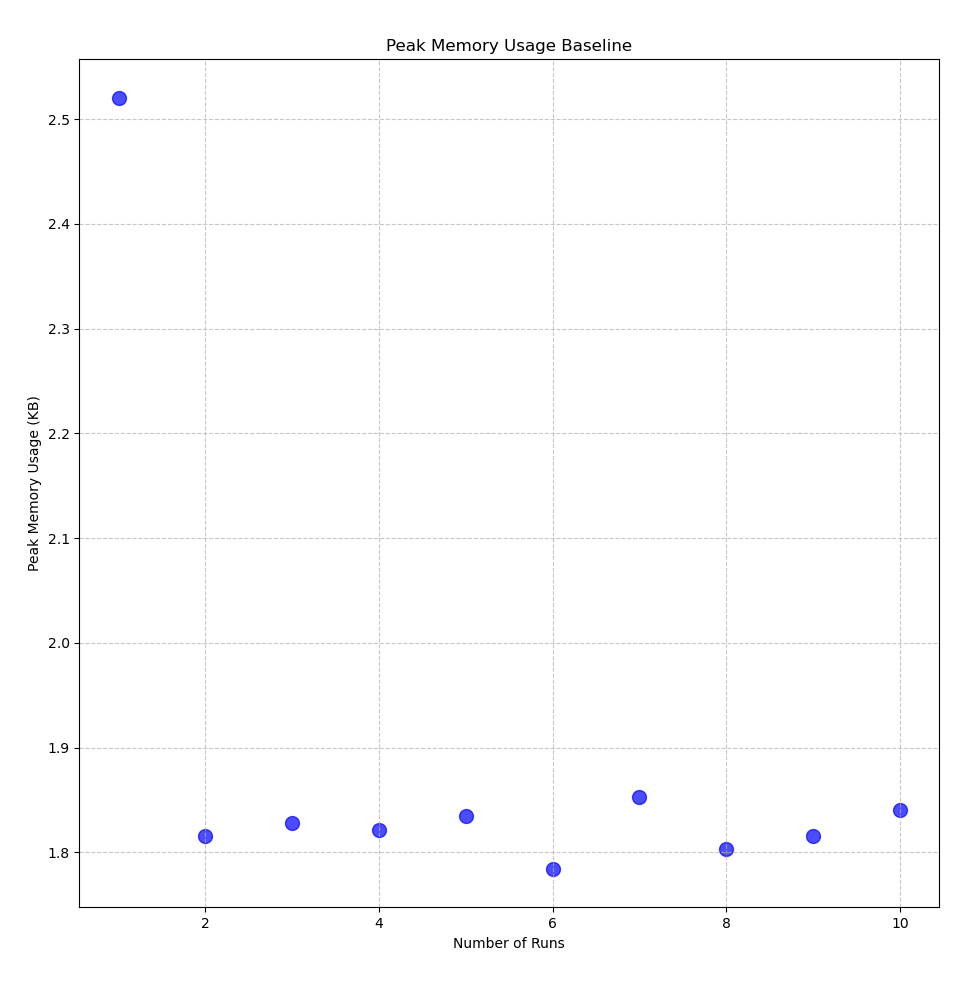 Peak Memory Usage Baseline
2.5
2.4
2.3
2.2
2.1
2.0
1.9
1.8
Peak Memory Usage (KB)
2 4 6 8 10
Number of Runs